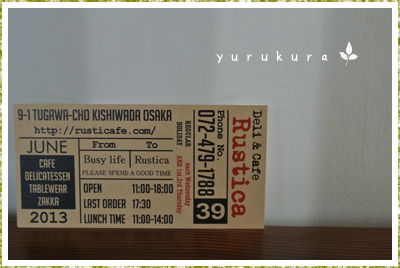 yurukura
9-1 TUGAWA-CHO KISHIWADA OSAKA
http://rusticafe.com/
JUNE
From To
Busy life Rustica
PLEASE SPEND A GOOD TIME
CAFE
DELICATESSEN
TABLEWEAR
ZAKKA
2013
OPEN 11:00-18:00
LAST ORDER 17:30
LUNCH TIME 11:00-14:00
REGULAR
HOLIDAY
each Wednesday
AND 1st.3rd Thursday
Phone No.
072-479-1788
39
Deli & Cafe
Rustica